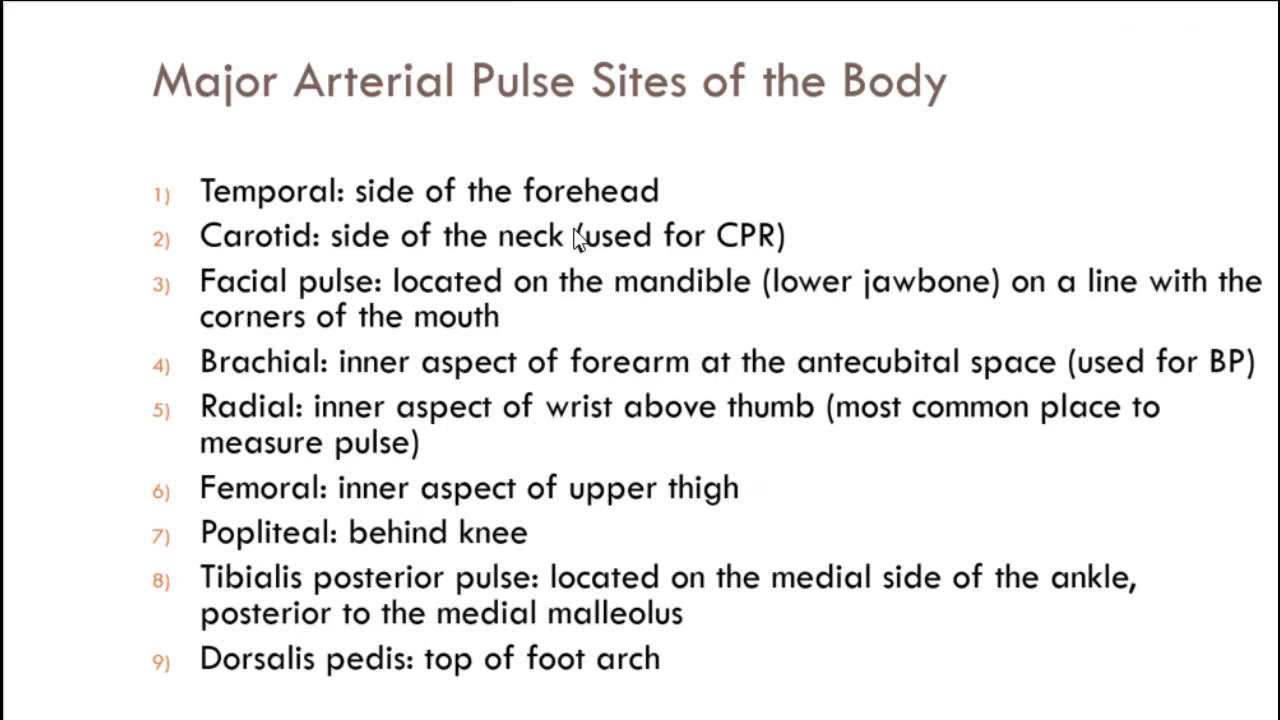 Major Arterial Pulse Sites of the Body
1) Temporal: side of the forehead
2) Carotid: side of the neck (used for CPR)
3) Facial pulse: located on the mandible (lower jawbone) on a line with the
corners of the mouth
4) Brachial: inner aspect of forearm at the antecubital space (used for BP)
5) Radial: inner aspect of wrist above thumb (most common place to
measure pulse)
6) Femoral: inner aspect of upper thigh
7) Popliteal: behind knee
8) Tibialis posterior pulse: located on the medial side of the ankle,
posterior to the medial malleolus
9) Dorsalis pedis: top of foot arch